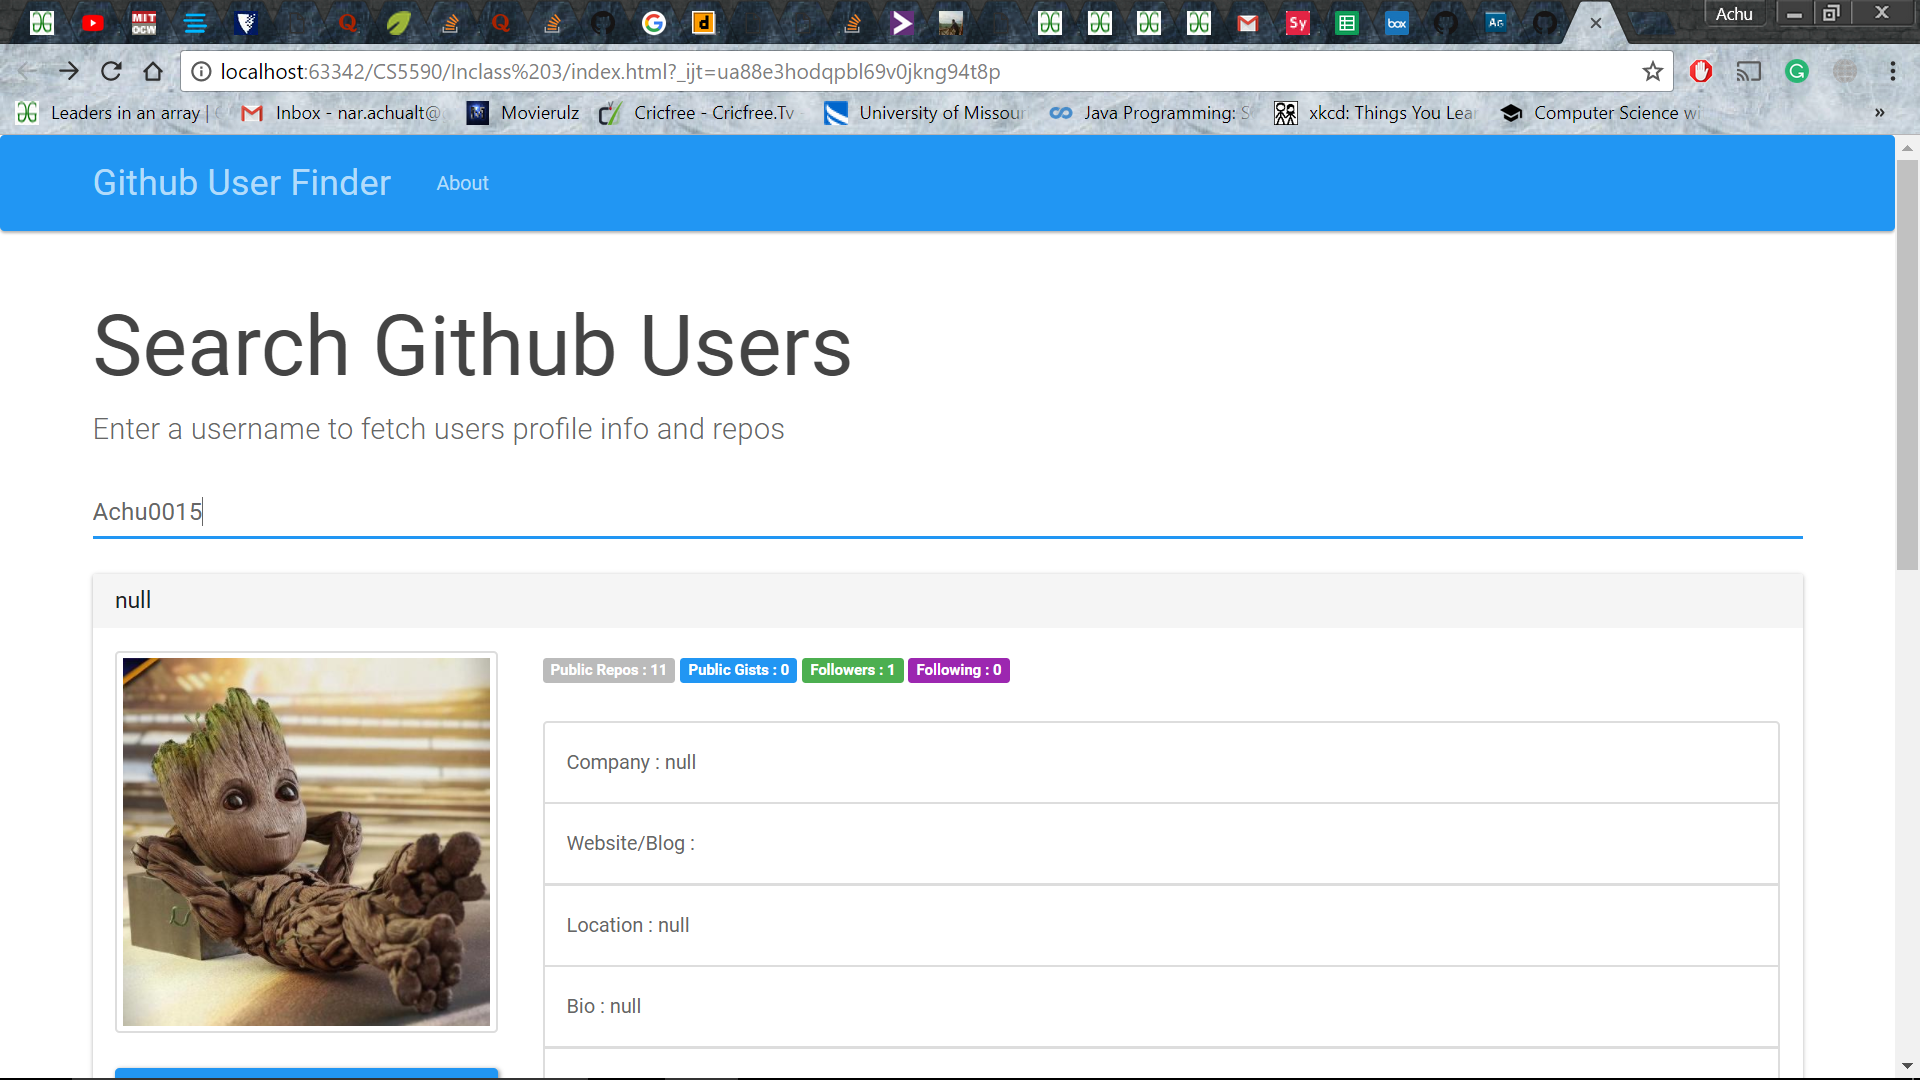 Achu
localhost:63342/CS5590/Inclass%203/index.html?_ijt=ua88e3hodqpbl69v0jkng94t8p
Leaders in an array | Inbox - nar.achualt@ Movierulz Cricfree - Cricfree.Tv University of Missour Java Programming: S xkcd: Things You Lear Computer Science wi »
Github User Finder About
Search Github Users
Enter a username to fetch users profile info and repos
Achu0015
null
Public Repos : 11 Public Gists : 0 Followers : 1 Following : 0
Company : null
Website/Blog :
Location : null
Bio : null